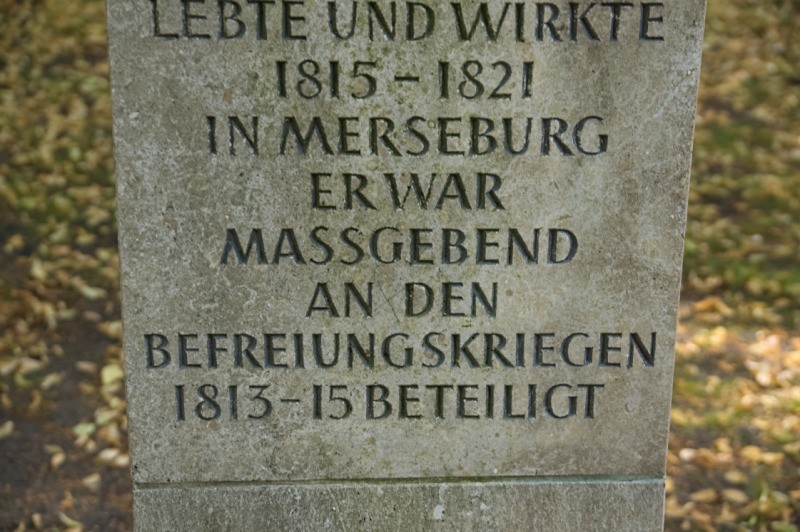 LEBTE UND WIRKTE
1815 – 1821
IN MERSEBURG
ER WAR
MASSGEBEND
AN DEN
BEFREIUNGSKRIEGEN
1813 – 15 BETEILIGT